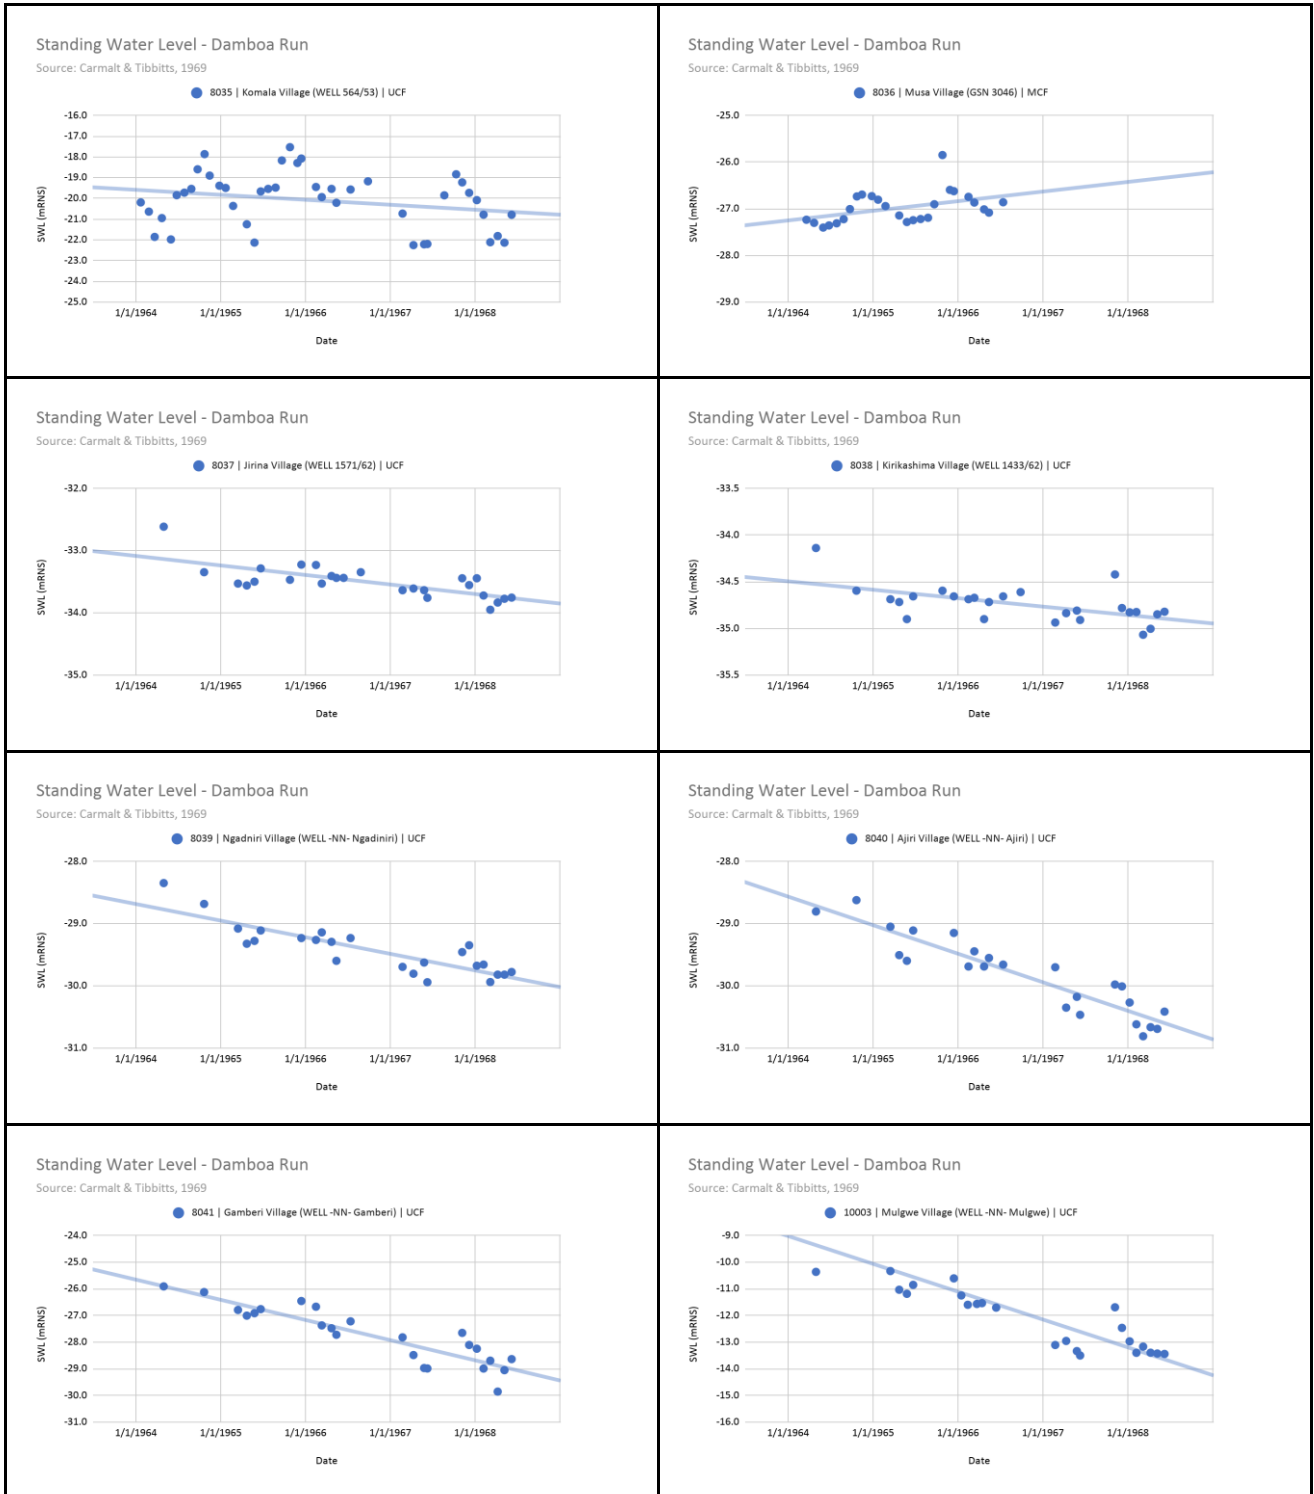 Standing Water Level - Damboa Run
Source: Carmalt & Tibbitts, 1969
8035 | Komala Village (WELL 564/53) | UCF
-16.0
-17.0
-18.0
-19.0
-20.0
-21.0
-22.0
-23.0
-24.0
-25.0
SWL (mRNS)
1/1/1964 1/1/1965 1/1/1966 1/1/1967 1/1/1968
Date
Standing Water Level - Damboa Run
Source: Carmalt & Tibbitts, 1969
8036 | Musa Village (GSN 3046) | MCF
-25.0
-26.0
-27.0
-28.0
-29.0
SWL (mRNS)
1/1/1964 1/1/1965 1/1/1966 1/1/1967 1/1/1968
Date
Standing Water Level - Damboa Run
Source: Carmalt & Tibbitts, 1969
8037 | Jirina Village (WELL 1571/62) | UCF
-32.0
-33.0
-34.0
-35.0
SWL (mRNS)
1/1/1964 1/1/1965 1/1/1966 1/1/1967 1/1/1968
Date
Standing Water Level - Damboa Run
Source: Carmalt & Tibbitts, 1969
8038 | Kirikashima Village (WELL 1433/62) | UCF
-33.5
-34.0
-34.5
-35.0
-35.5
SWL (mRNS)
1/1/1964 1/1/1965 1/1/1966 1/1/1967 1/1/1968
Date
Standing Water Level - Damboa Run
Source: Carmalt & Tibbitts, 1969
8039 | Ngadniri Village (WELL -NN- Ngadiniri) | UCF
-28.0
-29.0
-30.0
-31.0
SWL (mRNS)
1/1/1964 1/1/1965 1/1/1966 1/1/1967 1/1/1968
Date
Standing Water Level - Damboa Run
Source: Carmalt & Tibbitts, 1969
8040 | Ajiri Village (WELL -NN- Ajiri) | UCF
-28.0
-29.0
-30.0
-31.0
SWL (mRNS)
1/1/1964 1/1/1965 1/1/1966 1/1/1967 1/1/1968
Date
Standing Water Level - Damboa Run
Source: Carmalt & Tibbitts, 1969
8041 | Gamberi Village (WELL -NN- Gamberi) | UCF
-24.0
-25.0
-26.0
-27.0
-28.0
-29.0
-30.0
-31.0
SWL (mRNS)
1/1/1964 1/1/1965 1/1/1966 1/1/1967 1/1/1968
Date
Standing Water Level - Damboa Run
Source: Carmalt & Tibbitts, 1969
10003 | Mulgwe Village (WELL -NN- Mulgwe) | UCF
-9.0
-10.0
-11.0
-12.0
-13.0
-14.0
-15.0
-16.0
SWL (mRNS)
1/1/1964 1/1/1965 1/1/1966 1/1/1967 1/1/1968
Date